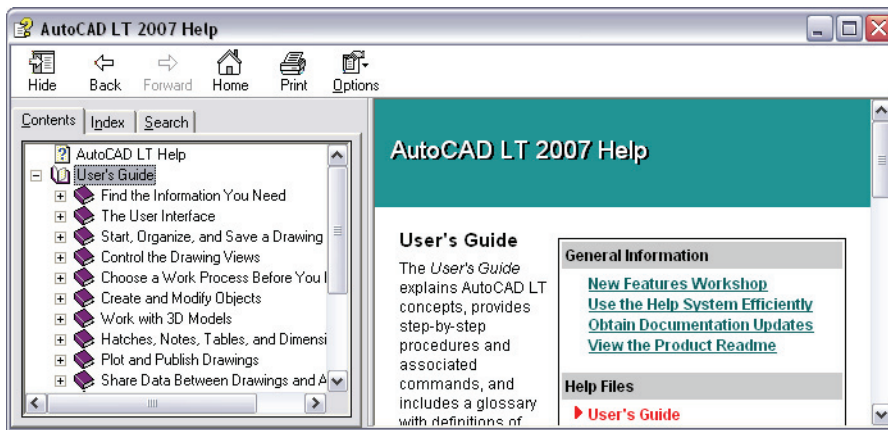 AutoCAD LT 2007 Help
Hide Back Forward Home Print Options
Contents Index Search
AutoCAD LT Help
User's Guide
Find the Information You Need
The User Interface
Start, Organize, and Save a Drawing
Control the Drawing Views
Choose a Work Process Before You
Create and Modify Objects
Work with 3D Models
Hatches, Notes, Tables, and Dimensi
Plot and Publish Drawings
Share Data Between Drawings and A
AutoCAD LT 2007 Help
User's Guide
The User's Guide
explains AutoCAD LT
concepts, provides
step-by-step
procedures and
associated
commands, and
includes a glossary
with definitions of
General Information
New Features Workshop
Use the Help System Efficiently
Obtain Documentation Updates
View the Product Readme
Help Files
User's Guide